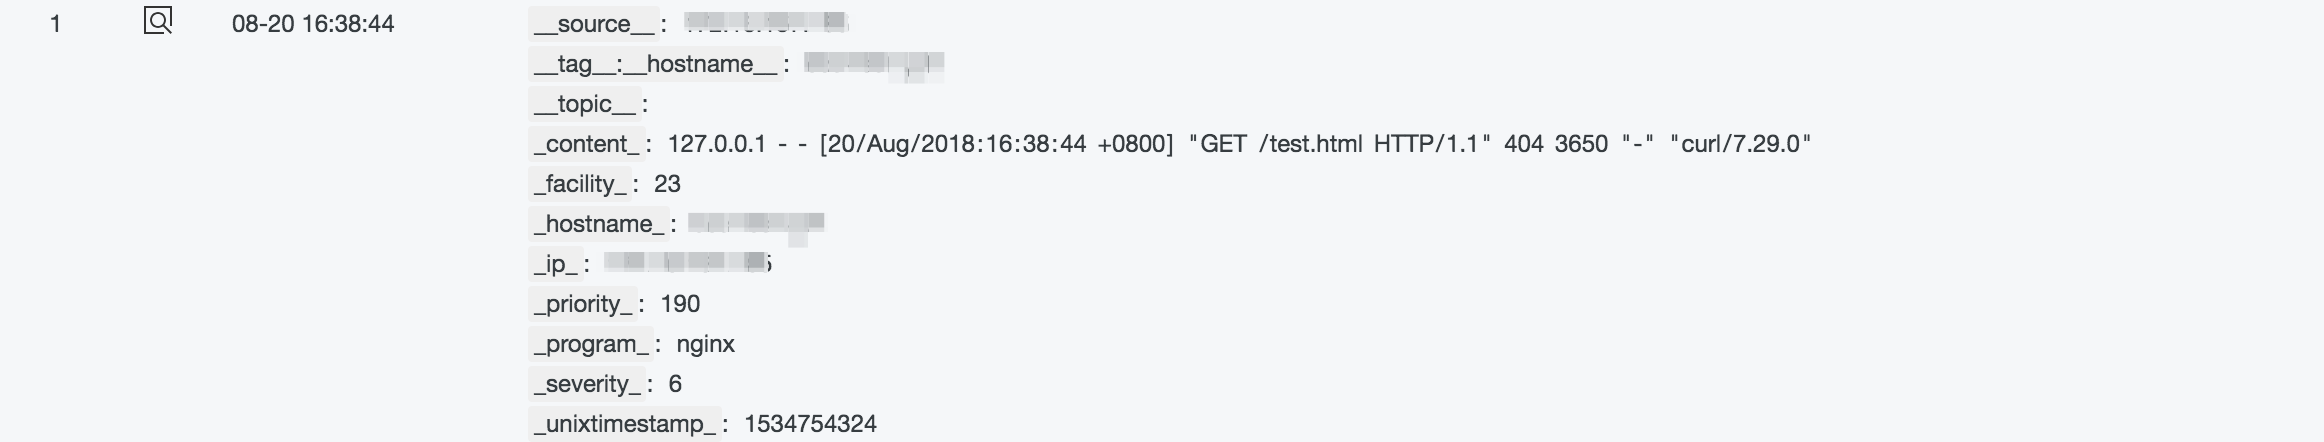 1 08-20 16:38:44 __source__ :
__tag__:__hostname__ :
__topic__ :
_content_ : 127.0.0.1 - - [20/Aug/2018:16:38:44 +0800] "GET /test.html HTTP/1.1" 404 3650 "-" "curl/7.29.0"
_facility_ : 23
_hostname_ :
_ip_ :
_priority_ : 190
_program_ : nginx
_severity_ : 6
_unixtimestamp_ : 1534754324